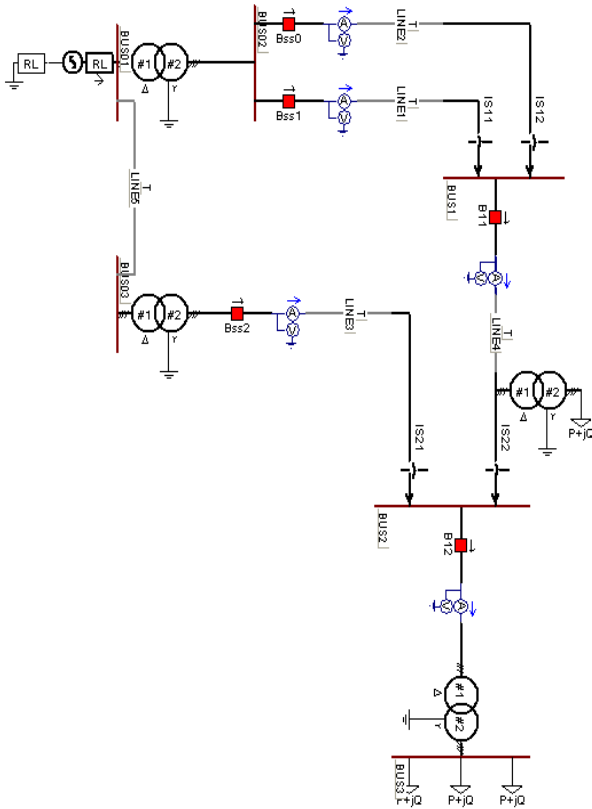 BUS01
BUS02
T
LINE2
A
V
Bss0
RL
RL
#1
#2
Δ
Y
T
LINE1
A
V
Bss1
IS11
IS12
BUS1
T
LINE5
B11
A
V
BUS03
#1
#2
Δ
Y
Bss2
A
V
T
LINE3
T
LINE4
#1
#2
Δ
Y
P+jQ
IS21
IS22
BUS2
B12
A
V
#1
Δ
#2
Y
BUS3
P+jQ
P+jQ